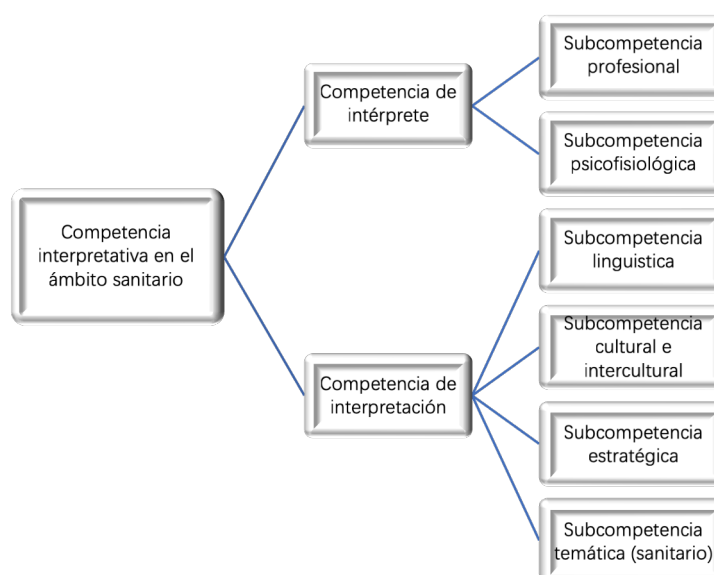 Competencia
interpretativa en el
ámbito sanitario
Competencia de
intérprete
Competencia de
interpretación
Subcompetencia
profesional
Subcompetencia
psicofisiológica
Subcompetencia
linguistica
Subcompetencia
cultural e
intercultural
Subcompetencia
estratégica
Subcompetencia
temática (sanitario)